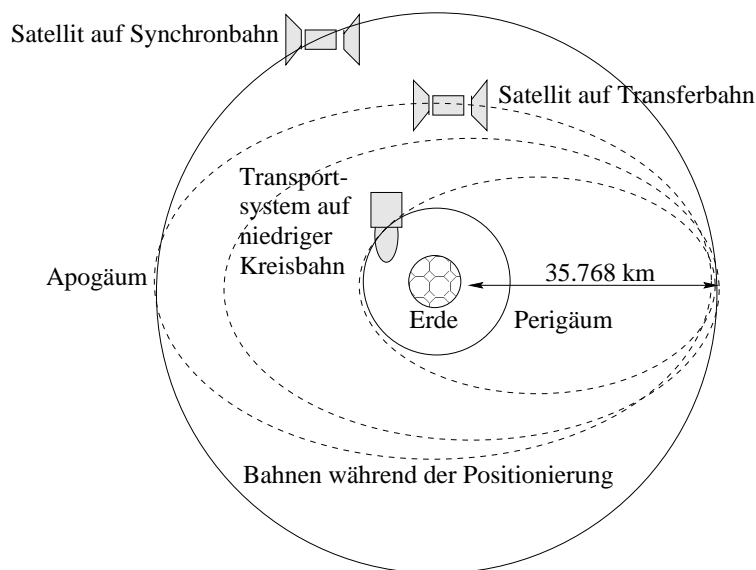 Satellit auf Synchronbahn
Satellit auf Transferbahn
Transport-
system auf
niedriger
Kreisbahn
Apogäum
35.768 km
Erde
Perigäum
Bahnen während der Positionierung